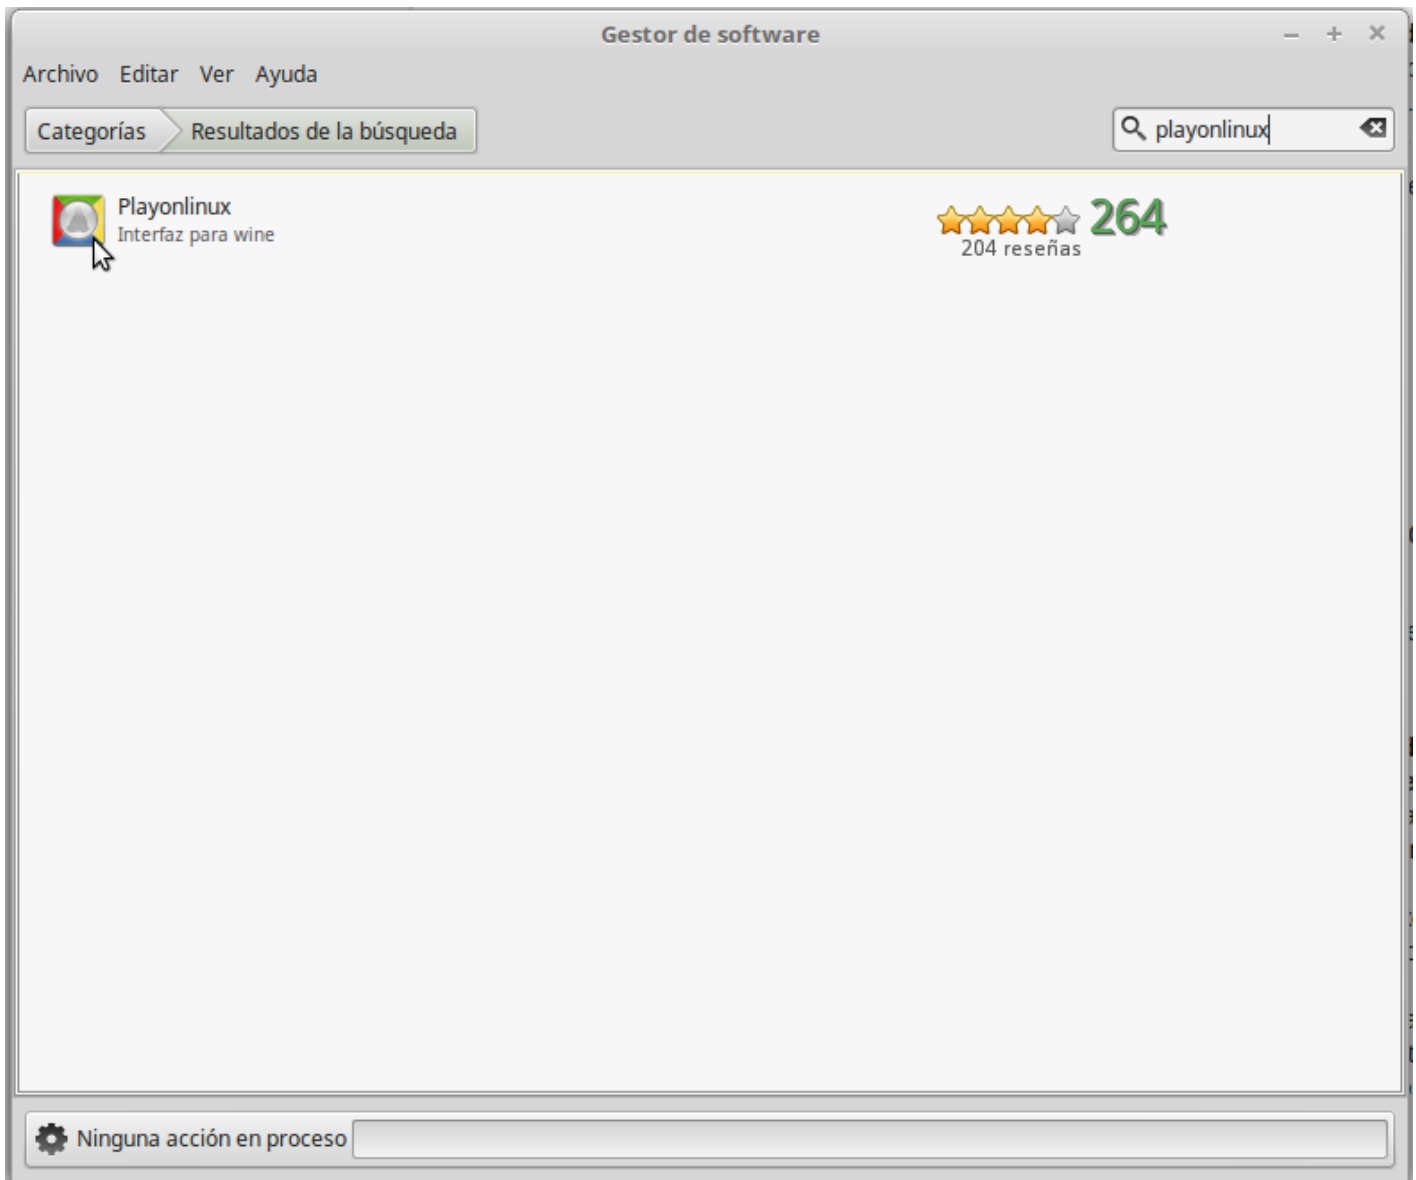 Gestor de software
Archivo Editar Ver Ayuda
Categorías Resultados de la búsqueda playonlinux
Playonlinux
Interfaz para wine
264
204 reseñas
Ninguna acción en proceso